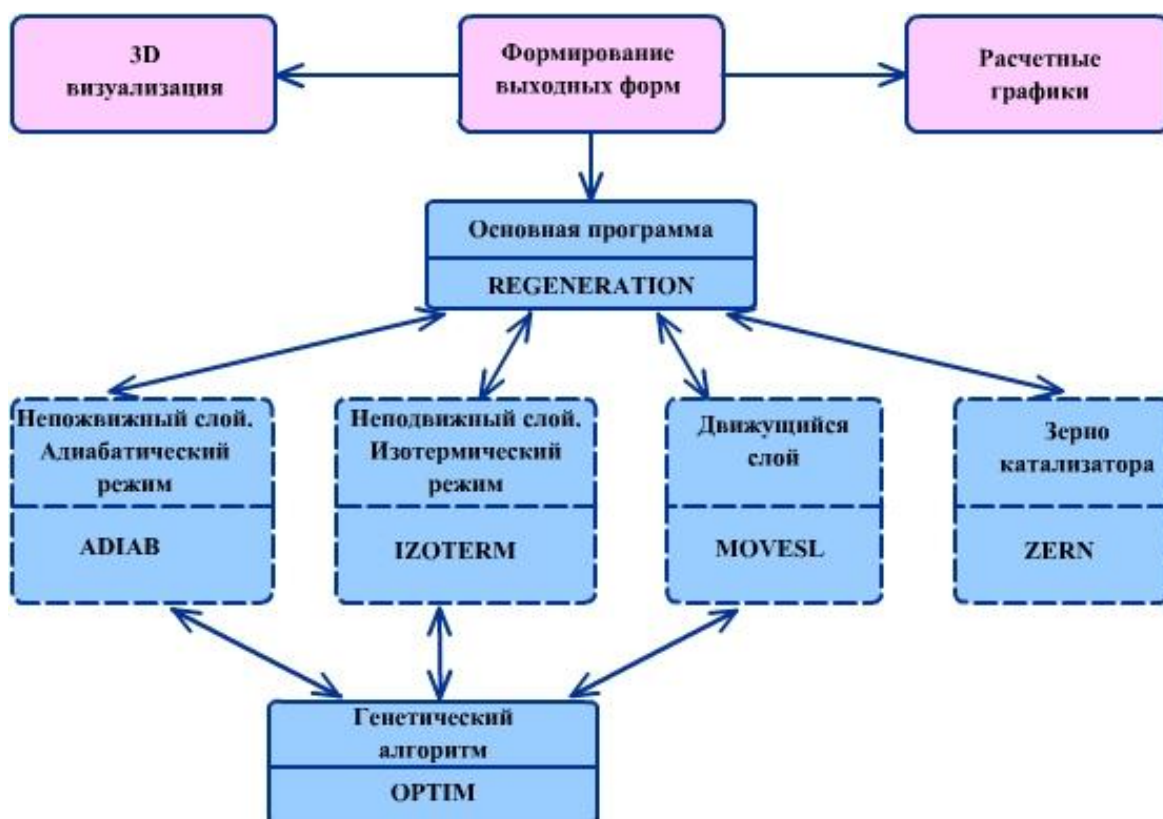 3D
визуализация
Формирование
выходных форм
Расчетные
графики
Основная программа
REGENERATION
Непожвижный слой.
Адиабатический
режим
ADIAB
Неподвижный слой.
Изотермический
режим
IZOTERM
Движущийся
слой
MOVESL
Зерно
катализатора
ZERN
Генетический
алгоритм
OPTIM